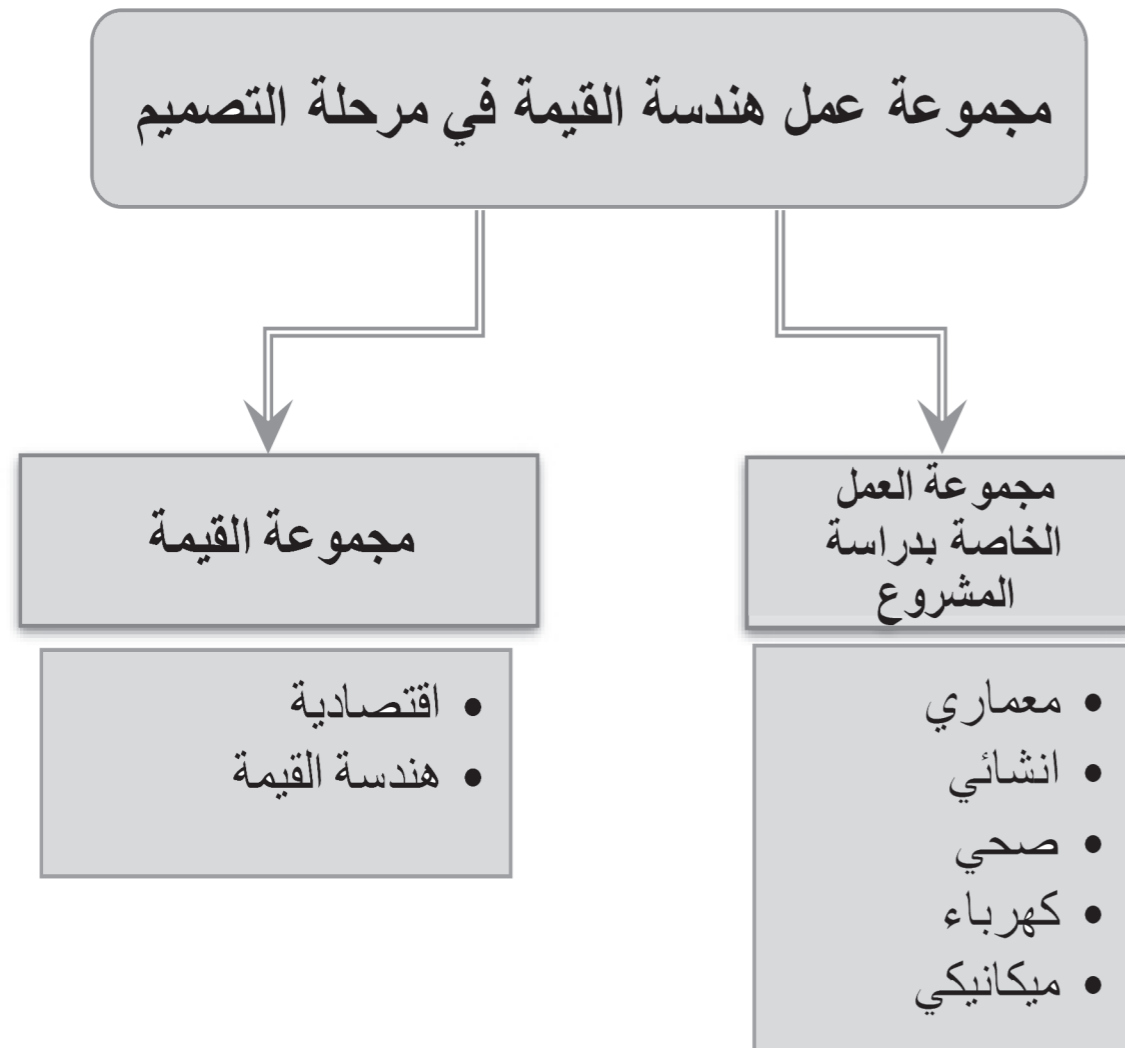 مجموعة عمل هندسة القيمة في مرحلة التصميم
مجموعة العمل
الخاصة بدراسة
المشروع
• معماري
• انشائي
• صحي
• كهرباء
• ميكانيكي
مجموعة القيمة
• اقتصادية
• هندسة القيمة